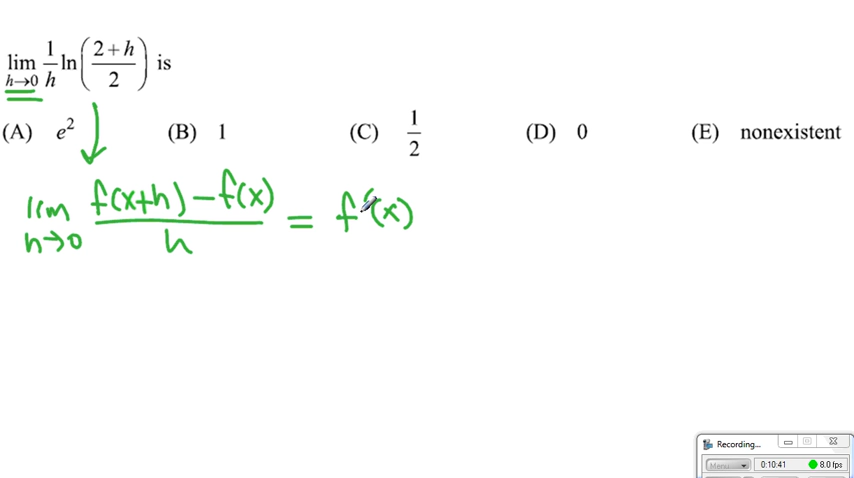 lim h→0 1/h ln((2+h)/2) is
(A) e² (B) 1 (C) 1/2 (D) 0 (E) nonexistent
lim h→0 (f(x+h) − f(x))/h = f'(x)
Recording...
Menu 0:10:41 8.0 fps